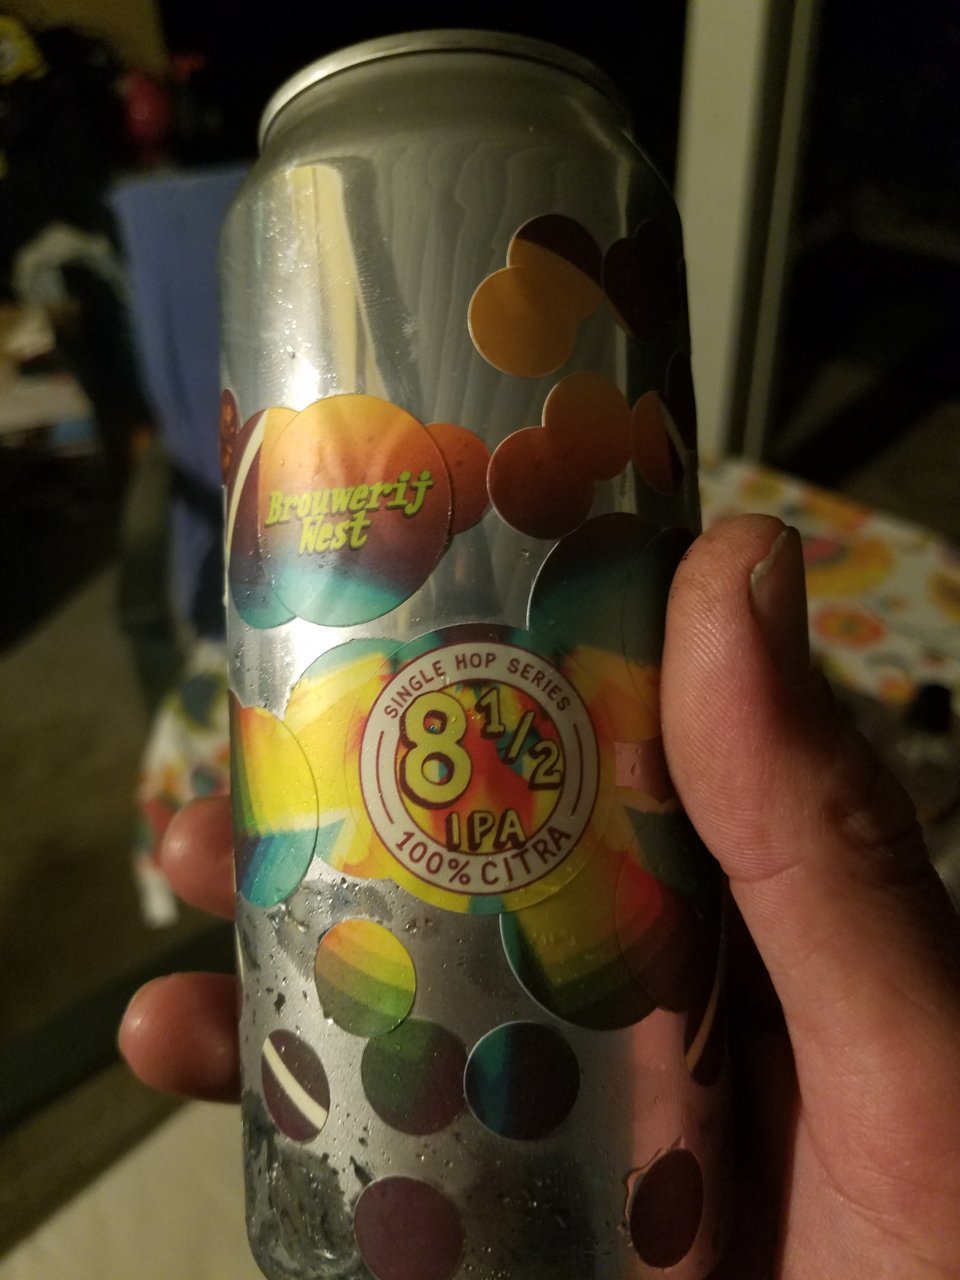 Brouwerij
West
SINGLE HOP SERIES
8 1/2
IPA
100% CITRA